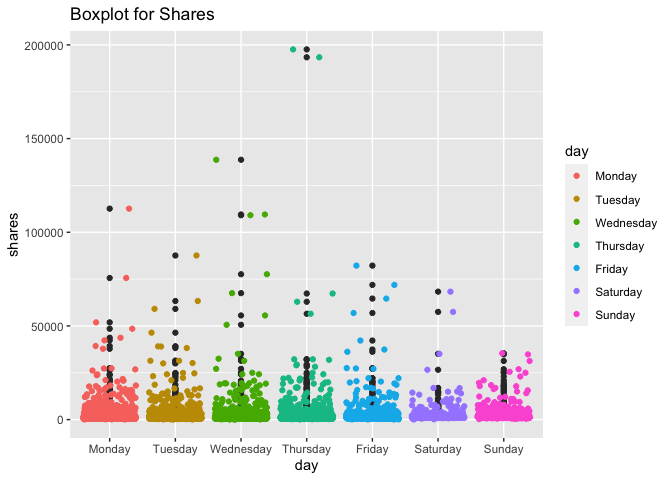 Boxplot for Shares
200000
150000
100000
50000
0
shares
Monday Tuesday Wednesday Thursday Friday Saturday Sunday
day
day
Monday
Tuesday
Wednesday
Thursday
Friday
Saturday
Sunday